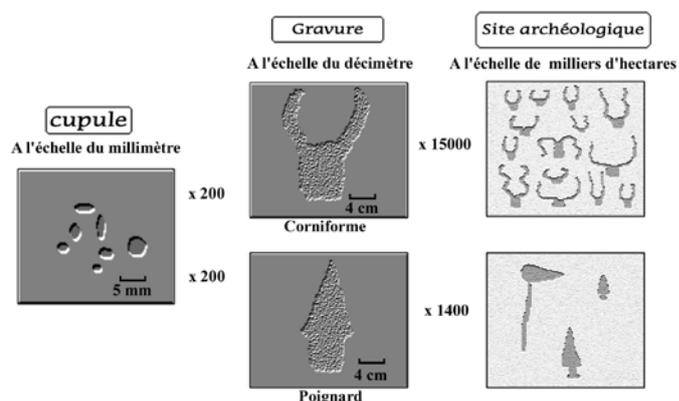 cupule
A l'échelle du millimètre
5 mm
x 200
x 200
Gravure
A l'échelle du décimètre
4 cm
Corniforme
4 cm
Poignard
x 15000
x 1400
Site archéologique
A l'échelle de milliers d'hectares